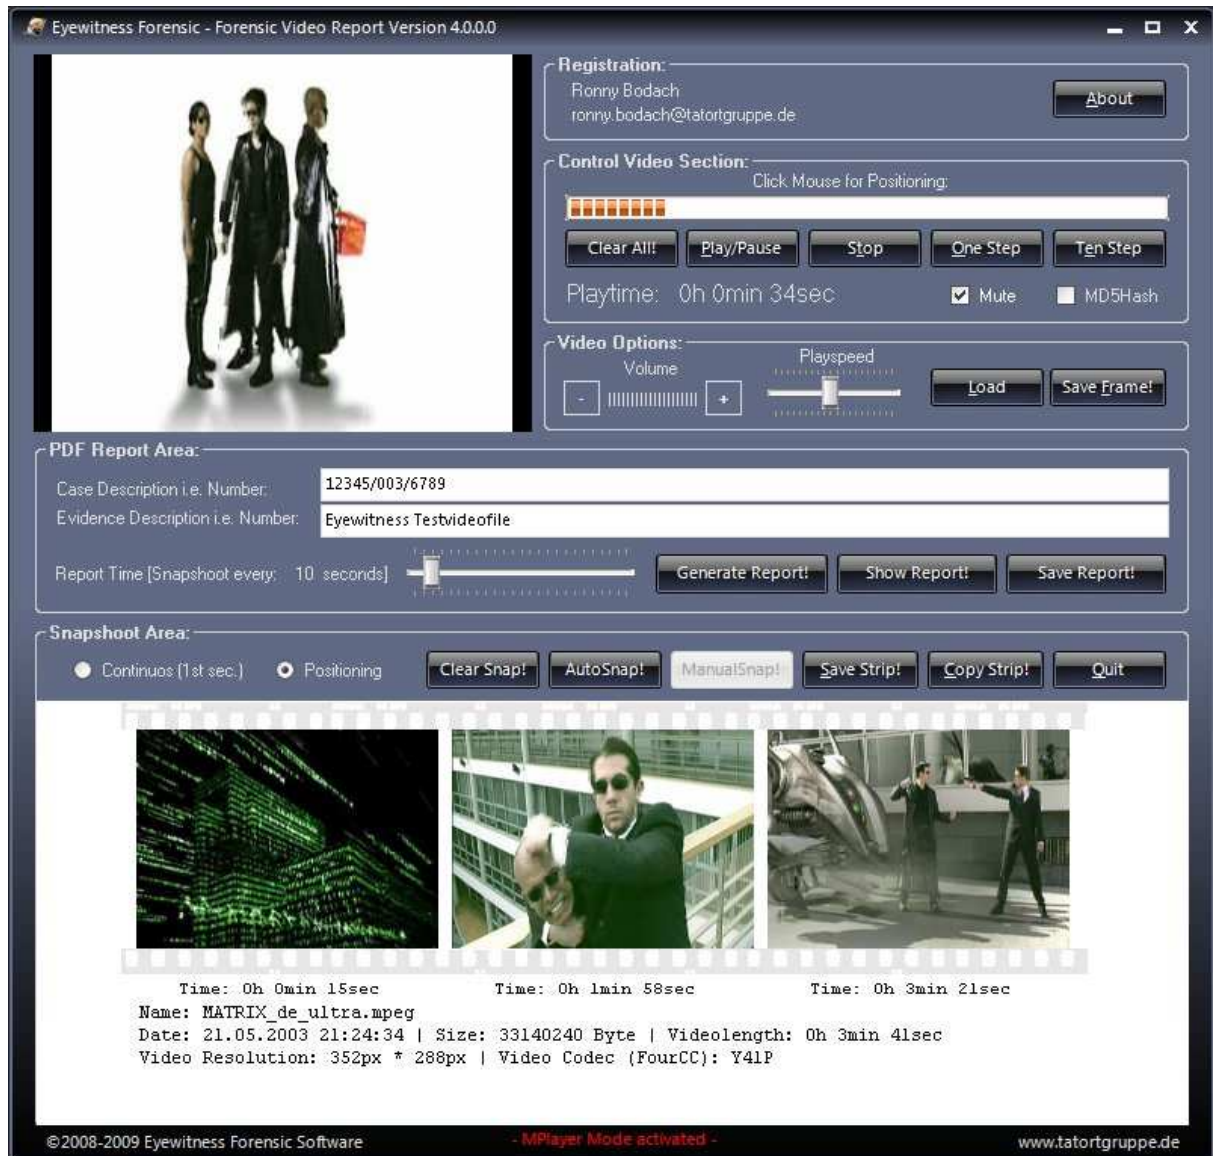 Eyewitness Forensic - Forensic Video Report Version 4.0.0.0
Registration:
Ronny Bodach
ronny.bodach@tatortgruppe.de
About
Control Video Section:
Click Mouse for Positioning:
Clear All! Play/Pause Stop One Step Ten Step
Playtime: 0h 0min 34sec Mute MD5Hash
Video Options:
Volume Playspeed
- + Load Save Frame!
PDF Report Area:
Case Description i.e. Number: 12345/003/6789
Evidence Description i.e. Number: Eyewitness Testvideofile
Report Time [Snapshoot every: 10 seconds] Generate Report! Show Report! Save Report!
Snapshoot Area:
Continuos (1st sec.) Positioning Clear Snap! AutoSnap! ManualSnap! Save Strip! Copy Strip! Quit
Time: 0h 0min 15sec Time: 0h 1min 58sec Time: 0h 3min 21sec
Name: MATRIX_de_ultra.mpeg
Date: 21.05.2003 21:24:34 | Size: 33140240 Byte | Videolength: 0h 3min 41sec
Video Resolution: 352px * 288px | Video Codec (FourCC): Y41P
©2008-2009 Eyewitness Forensic Software - MPlayer Mode activated - www.tatortgruppe.de